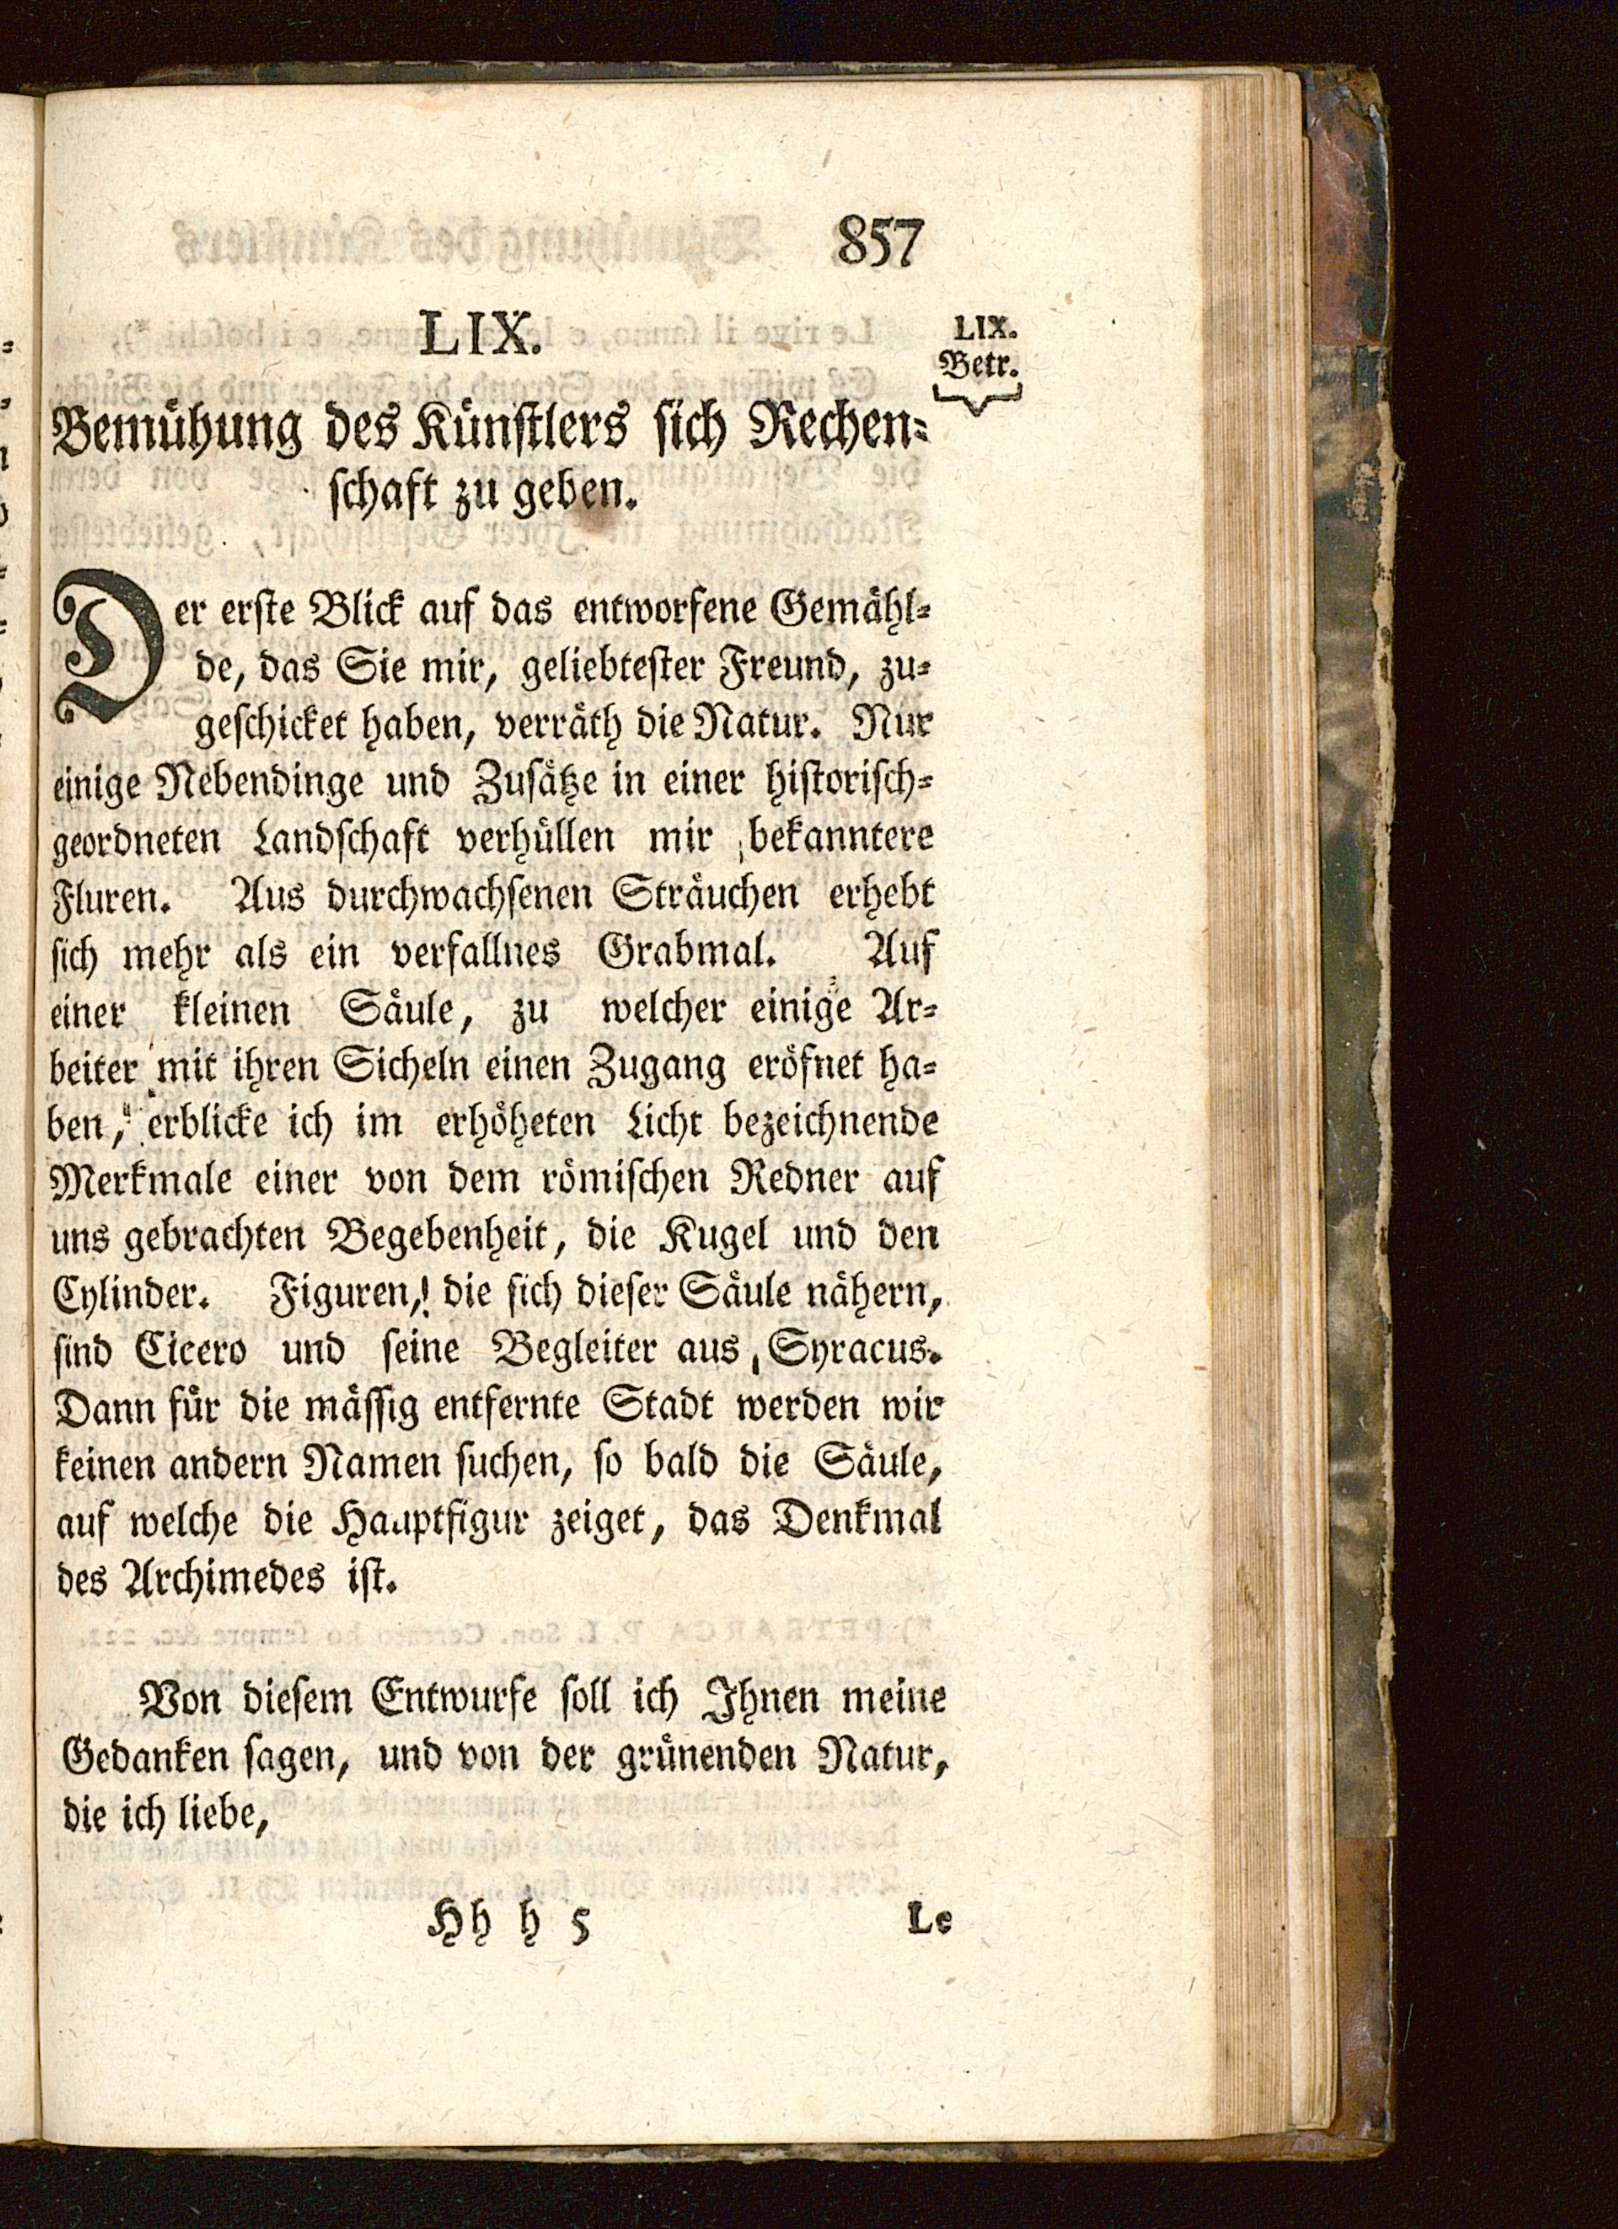 857
LIX.
LIX.
Betr.
Bemühung des Künstlers sich Rechen-
schaft zu geben.
Der erste Blick auf das entworfene Gemähl-
de, das Sie mir, geliebtester Freund, zu-
geschicket haben, verräth die Natur. Nur
einige Nebendinge und Zusätze in einer historisch-
geordneten Landschaft verhüllen mir bekanntere
Fluren. Aus durchwachsenen Sträuchen erhebt
sich mehr als ein verfallnes Grabmal. Auf
einer kleinen Säule, zu welcher einige Ar-
beiter mit ihren Sicheln einen Zugang eröfnet ha-
ben, erblicke ich im erhöheten Licht bezeichnende
Merkmale einer von dem römischen Redner auf
uns gebrachten Begebenheit, die Kugel und den
Cylinder. Figuren, die sich dieser Säule nähern,
sind Cicero und seine Begleiter aus Syracus.
Dann für die mässig entfernte Stadt werden wir
keinen andern Namen suchen, so bald die Säule,
auf welche die Hauptfigur zeiget, das Denkmal
des Archimedes ist.
Von diesem Entwurfe soll ich Ihnen meine
Gedanken sagen, und von der grünenden Natur,
die ich liebe,
Hh h 5
Le